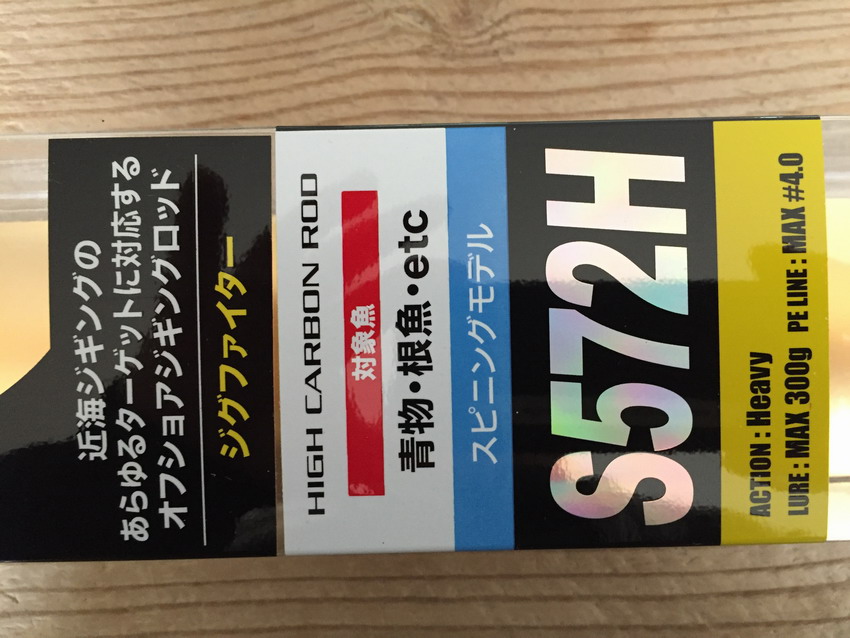 近海ジギングの
あらゆるターゲットに対応する
オフショアジギングロッド
ジグファイター
HIGH CARBON ROD
対象魚
青物・根魚・etc
スピニングモデル
S572H
ACTION : Heavy
LURE : MAX 300g PE LINE : MAX #4.0